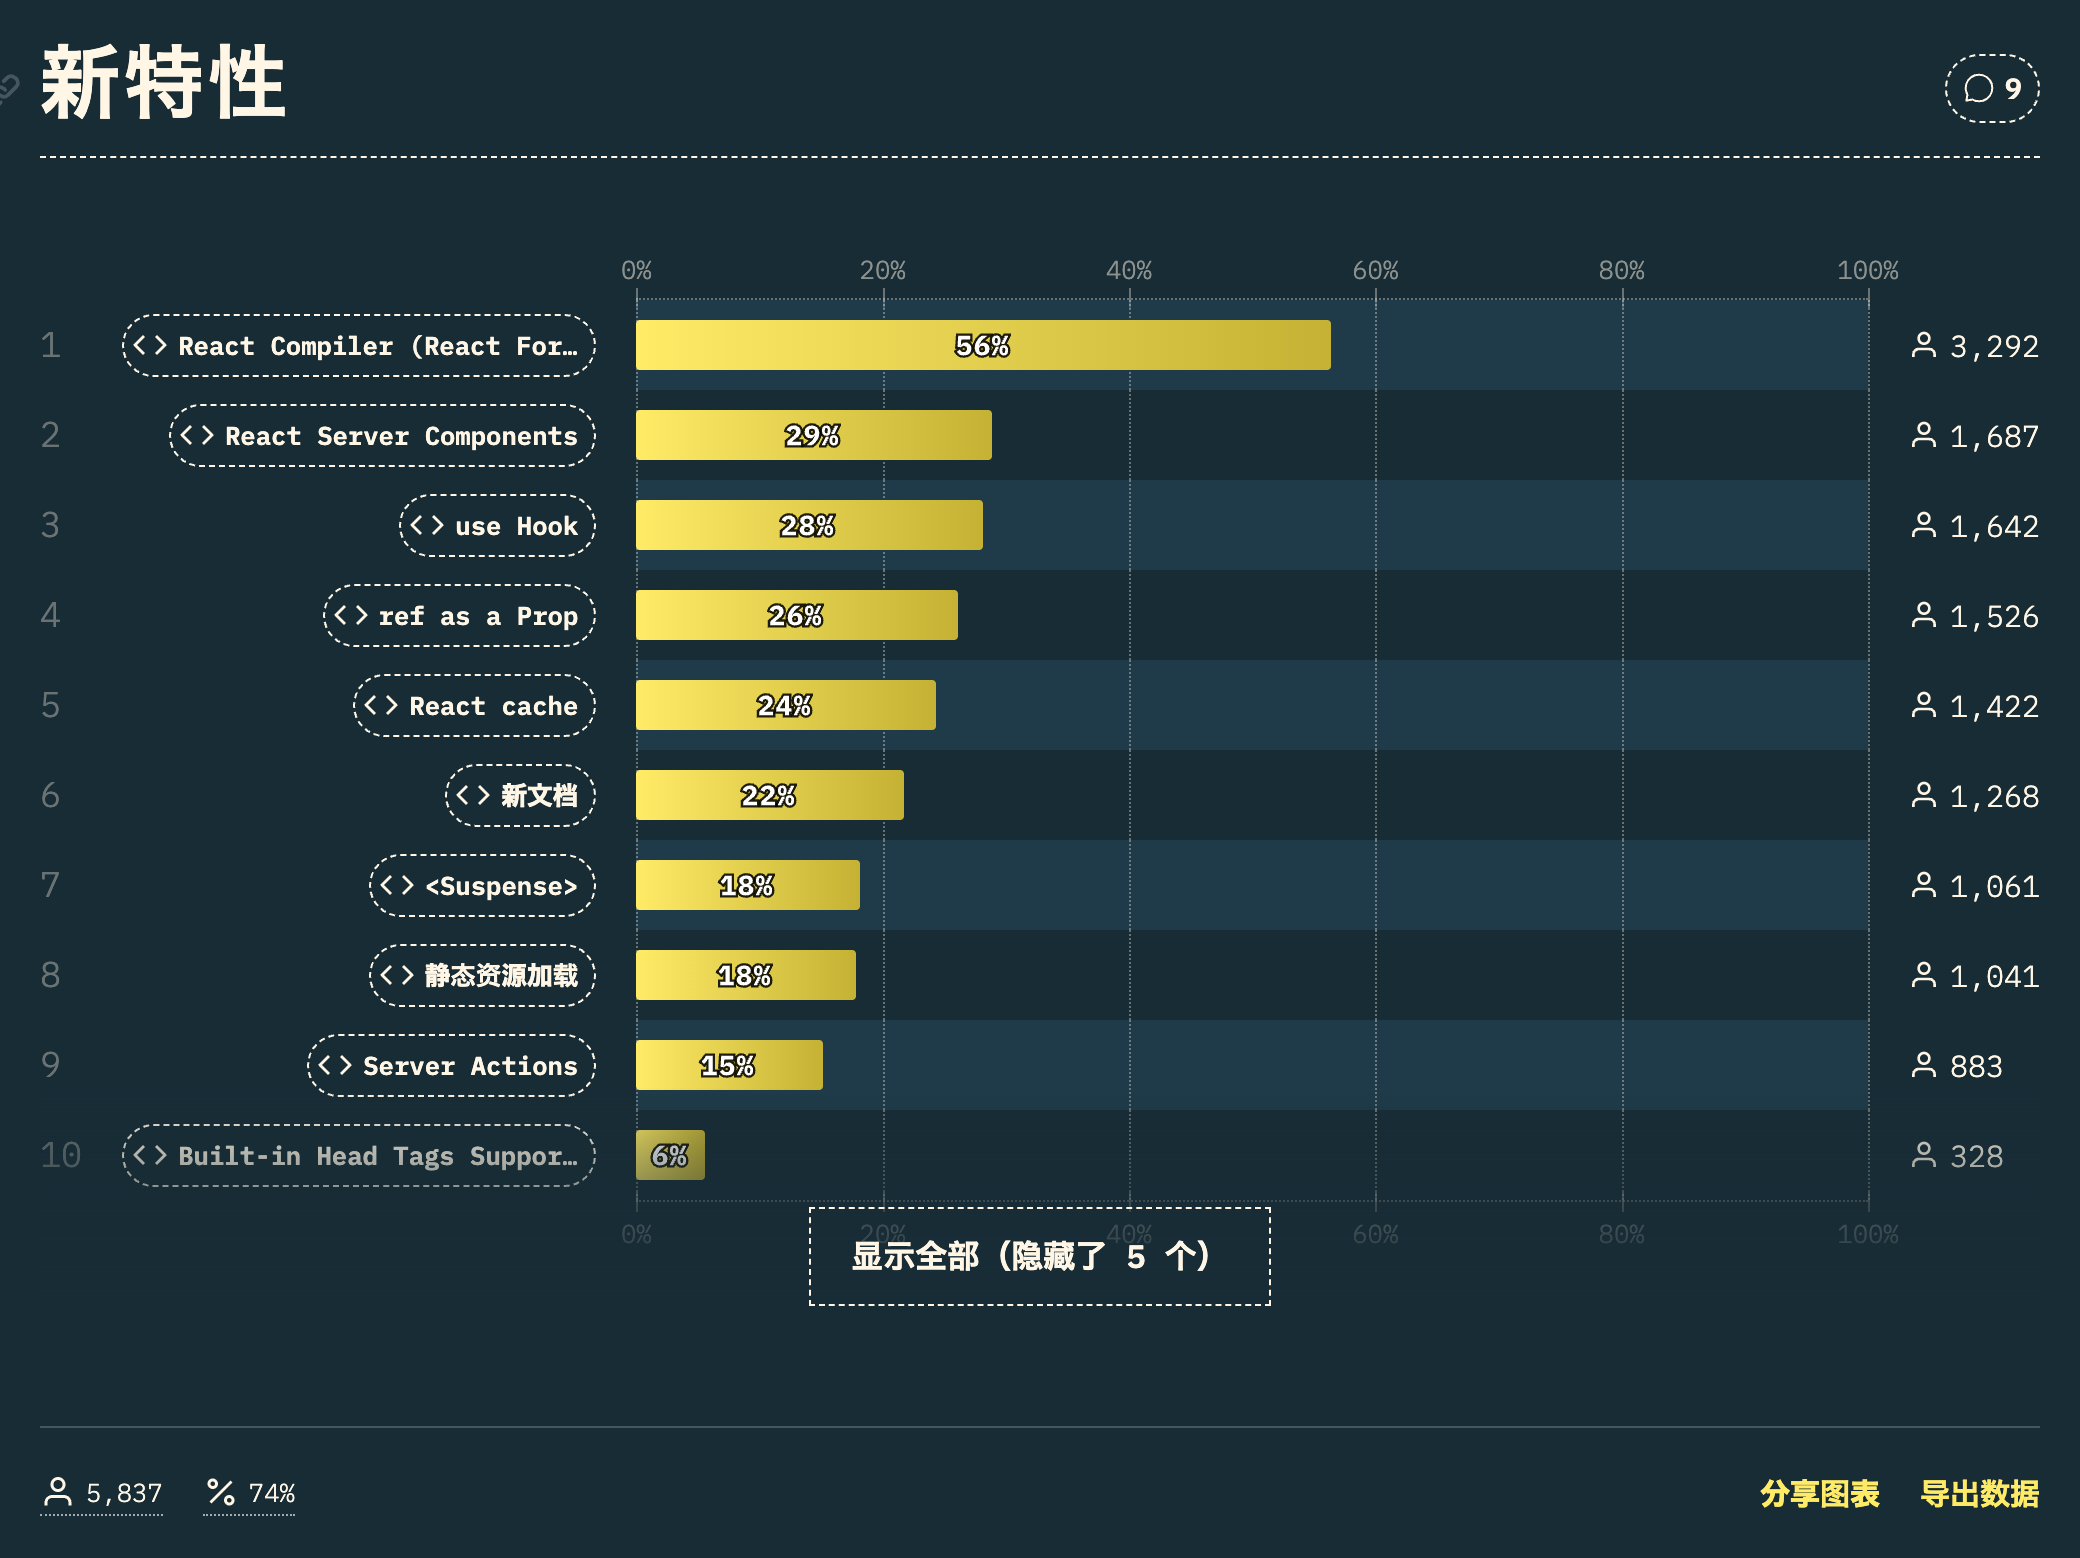 新特性
9
0% 20% 40% 60% 80% 100%
1 <> React Compiler (React For… 56% 3,292
2 <> React Server Components 29% 1,687
3 <> use Hook 28% 1,642
4 <> ref as a Prop 26% 1,526
5 <> React cache 24% 1,422
6 <> 新文档 22% 1,268
7 <> <Suspense> 18% 1,061
8 <> 静态资源加载 18% 1,041
9 <> Server Actions 15% 883
10 <> Built-in Head Tags Suppor… 6% 328
0% 20% 40% 60% 80% 100%
显示全部（隐藏了 5 个）
5,837 74% 分享图表 导出数据